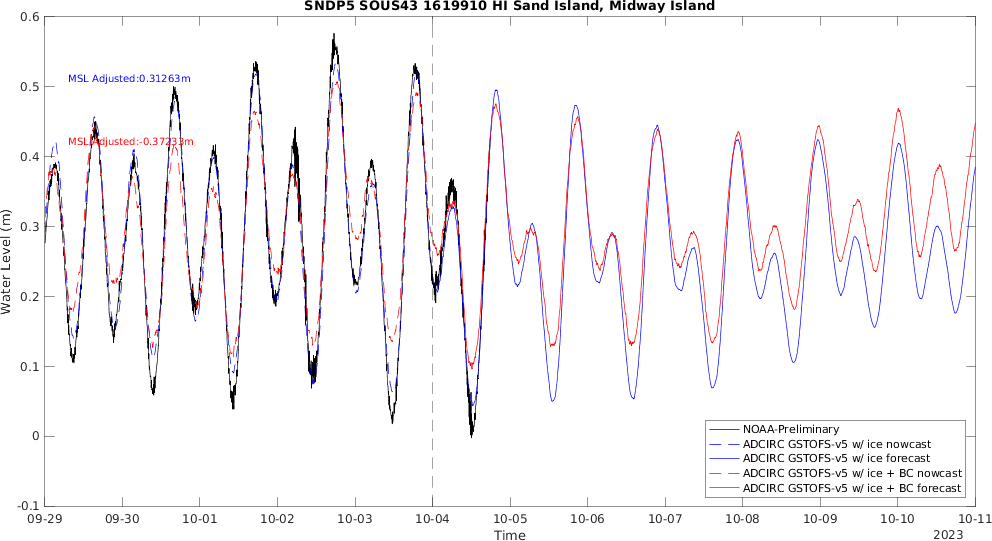 SNDP5 SOUS43 1619910 HI Sand Island, Midway Island
0.6
0.5
0.4
0.3
0.2
0.1
0
-0.1
Water Level (m)
MSL Adjusted:0.31263m
MSL Adjusted:-0.37233m
NOAA-Preliminary
ADCIRC GSTOFS-v5 w/ ice nowcast
ADCIRC GSTOFS-v5 w/ ice forecast
ADCIRC GSTOFS-v5 w/ ice + BC nowcast
ADCIRC GSTOFS-v5 w/ ice + BC forecast
09-29 09-30 10-01 10-02 10-03 10-04 10-05 10-06 10-07 10-08 10-09 10-10 10-11
Time
2023